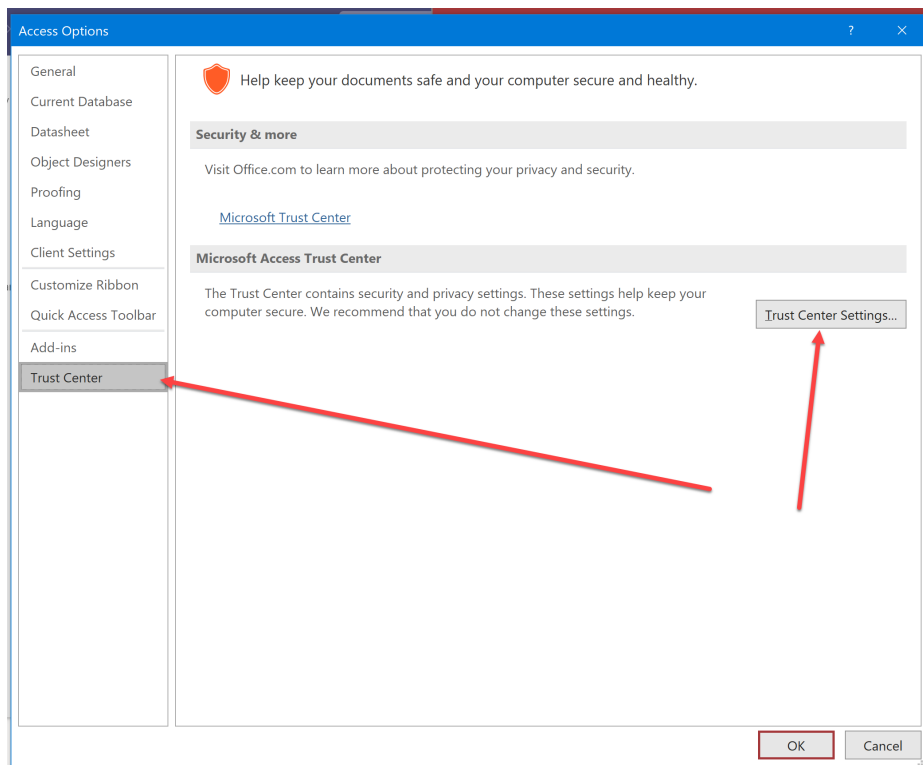 Access Options
?
General
Current Database
Datasheet
Object Designers
Proofing
Language
Client Settings
Customize Ribbon
Quick Access Toolbar
Add-ins
Trust Center
Help keep your documents safe and your computer secure and healthy.
Security & more
Visit Office.com to learn more about protecting your privacy and security.
Microsoft Trust Center
Microsoft Access Trust Center
The Trust Center contains security and privacy settings. These settings help keep your
computer secure. We recommend that you do not change these settings.
Trust Center Settings...
OK
Cancel